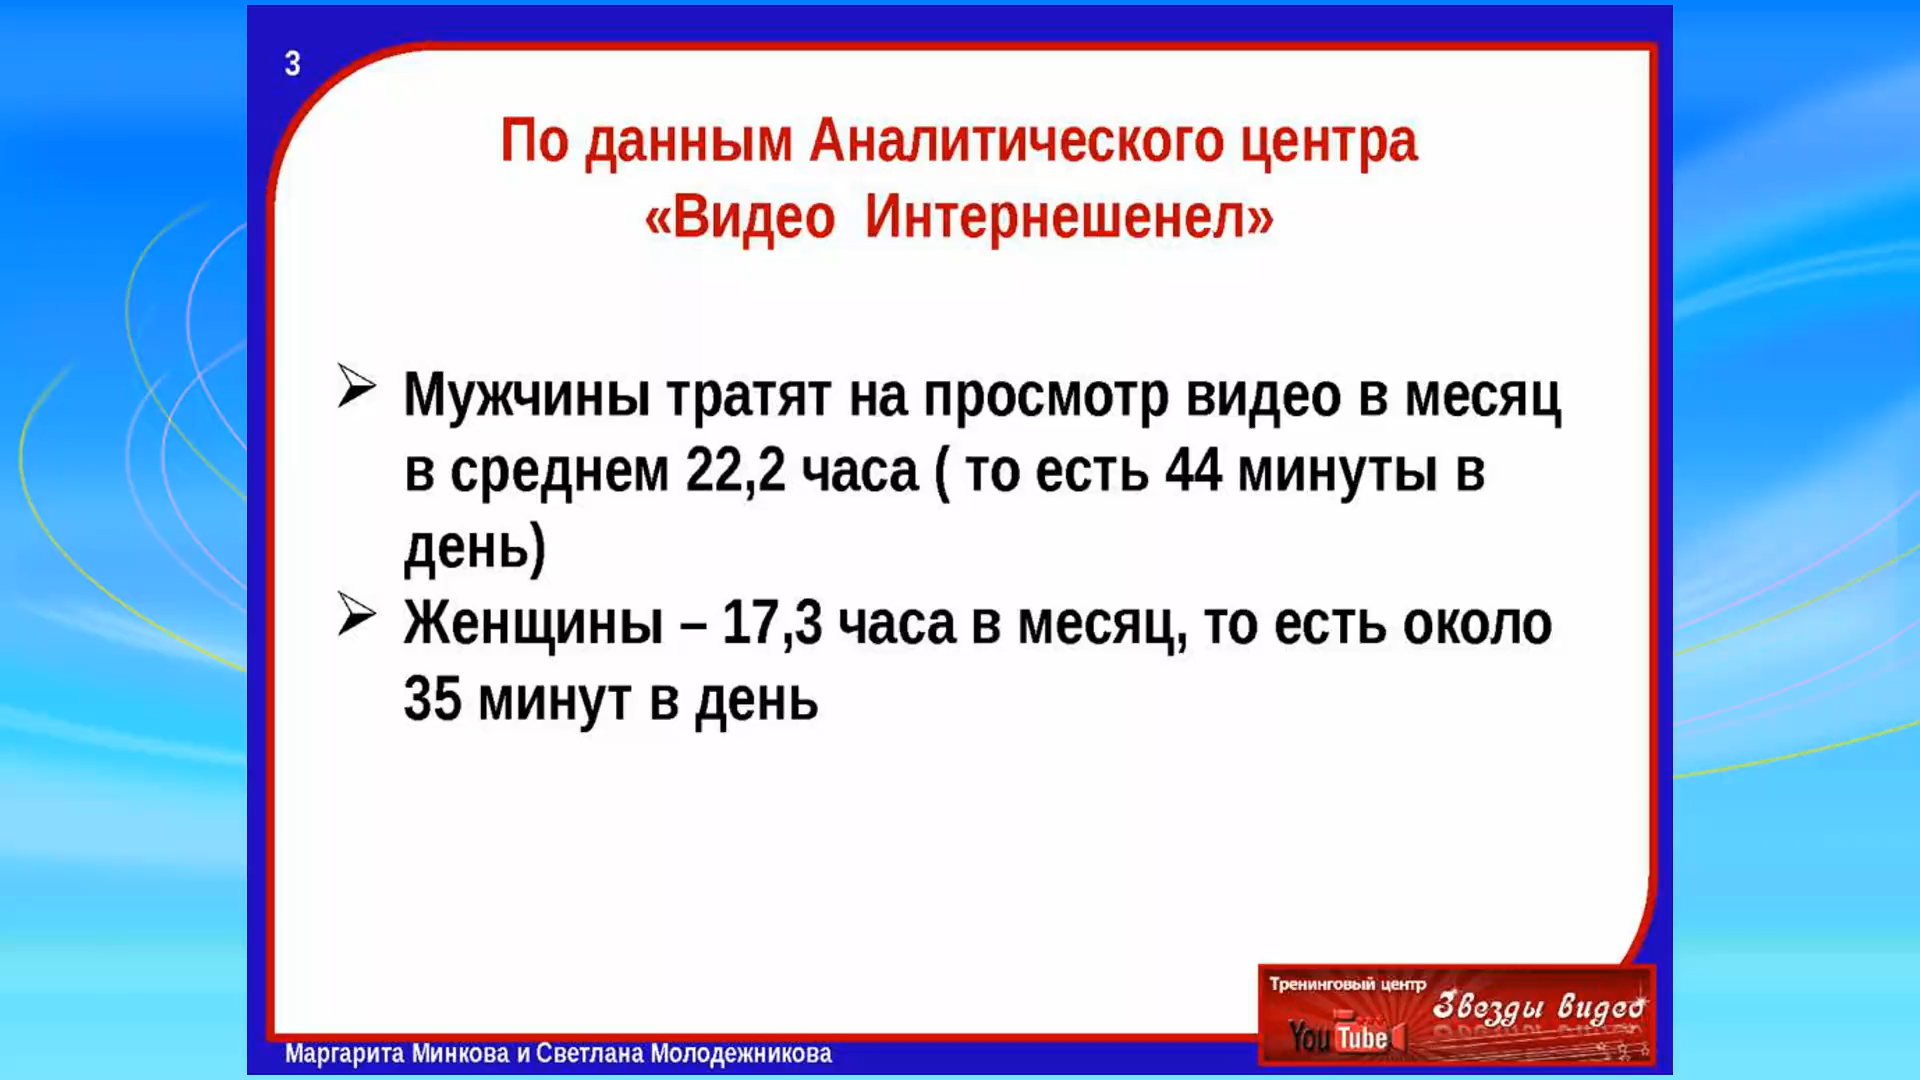 3
По данным Аналитического центра
«Видео Интернешенел»
Мужчины тратят на просмотр видео в месяц
в среднем 22,2 часа ( то есть 44 минуты в
день)
Женщины – 17,3 часа в месяц, то есть около
35 минут в день
Тренинговый центр
Звезды видео
YouTube
Маргарита Минкова и Светлана Молодежникова